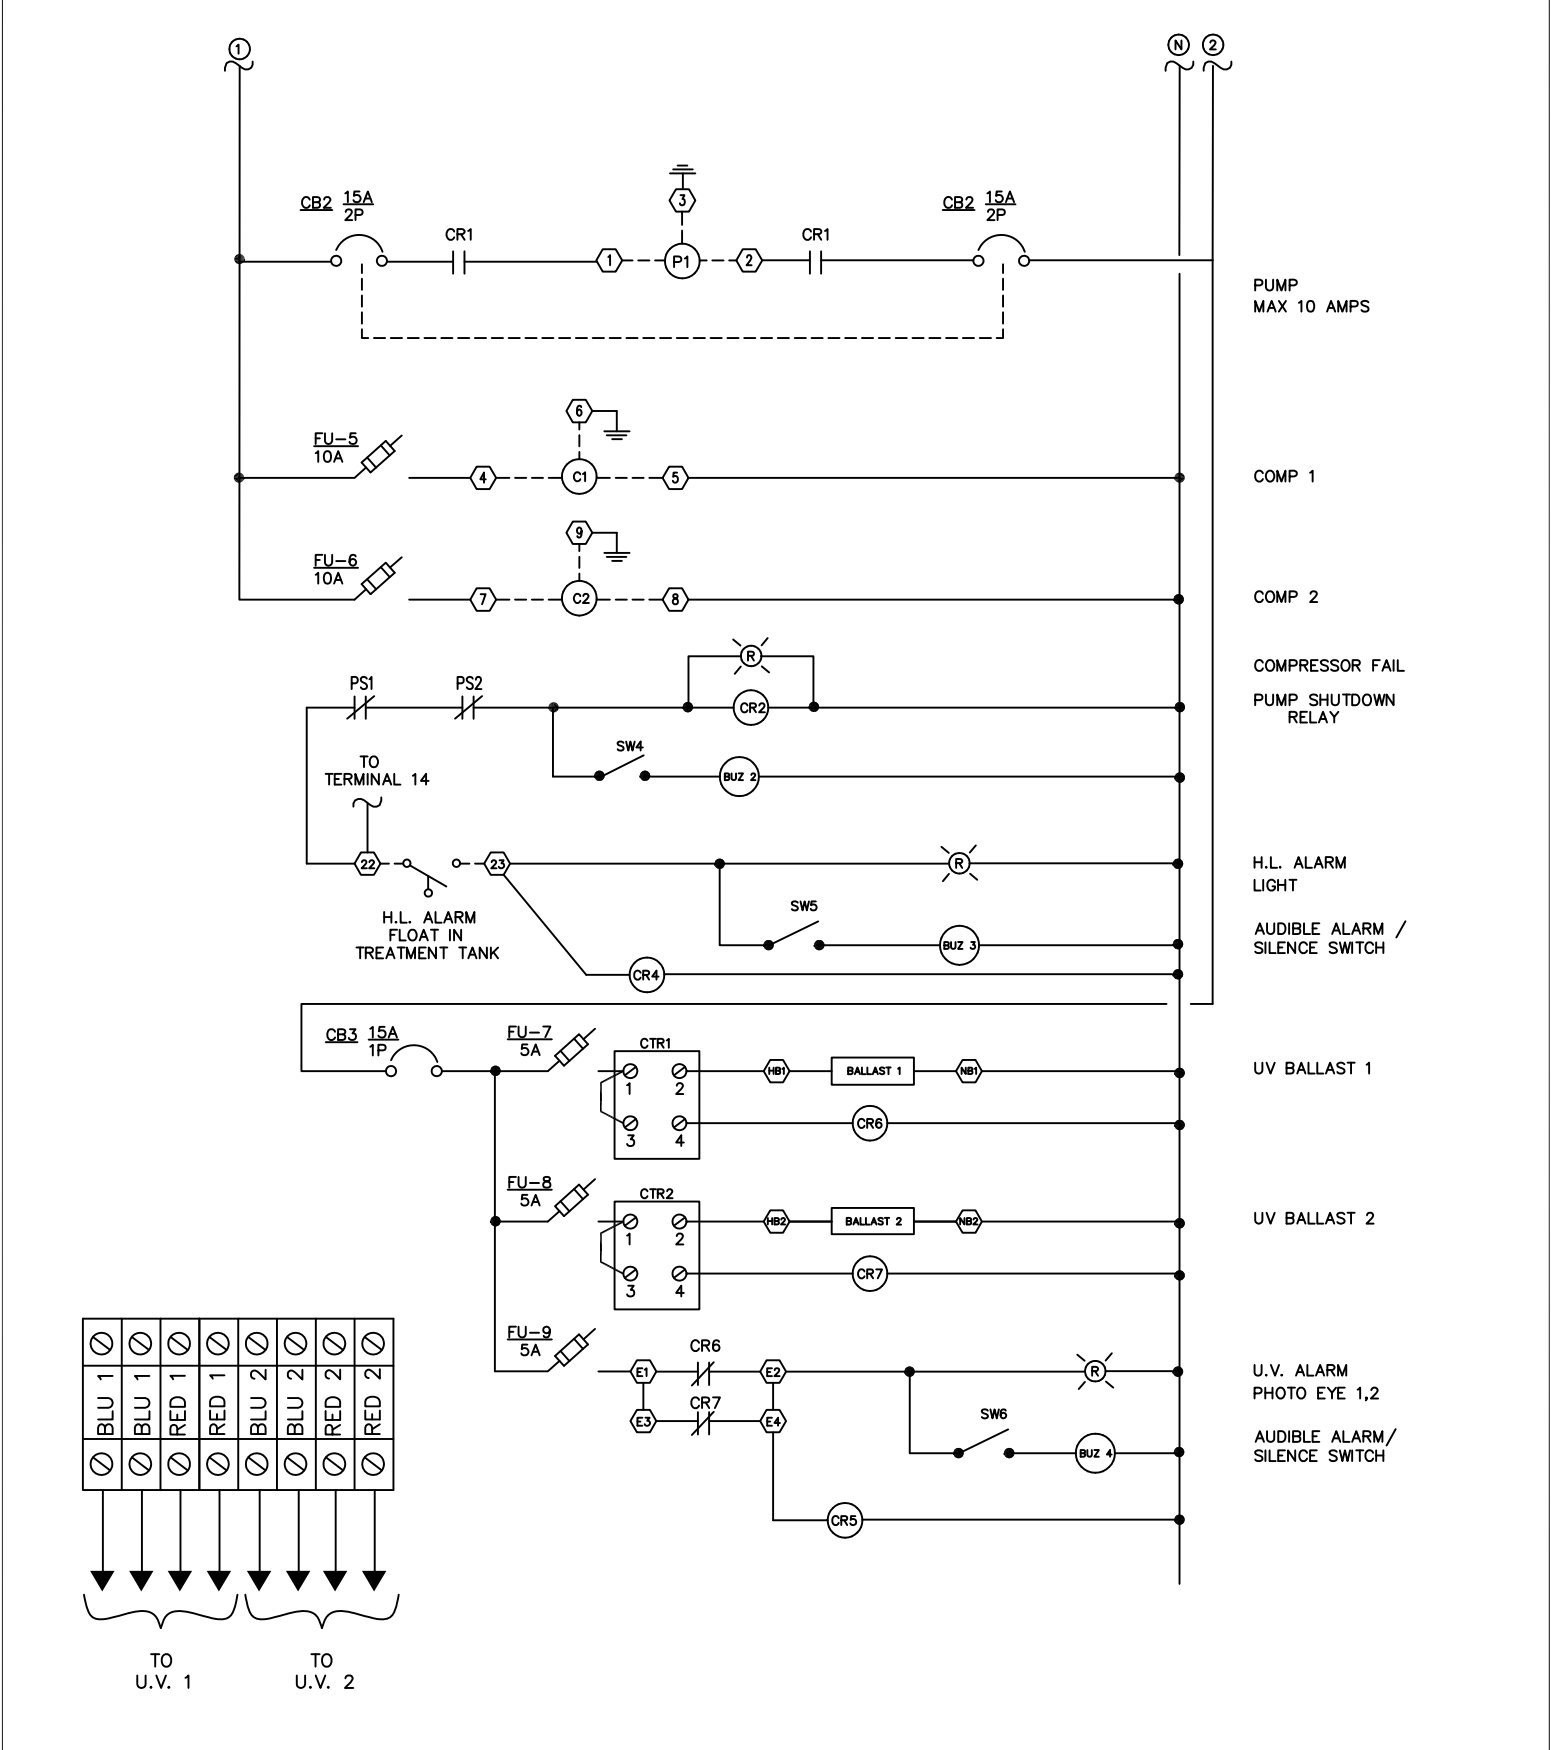 1
N 2
CB2 15A
2P
CR1
3
1
P1
2
CR1
CB2 15A
2P
PUMP
MAX 10 AMPS
FU-5
10A
6
4
C1
5
COMP 1
FU-6
10A
9
7
C2
8
COMP 2
R
COMPRESSOR FAIL
PS1
PS2
CR2
PUMP SHUTDOWN
RELAY
SW4
BUZ 2
TO
TERMINAL 14
22
23
R
H.L. ALARM
LIGHT
H.L. ALARM
FLOAT IN
TREATMENT TANK
SW5
BUZ 3
AUDIBLE ALARM /
SILENCE SWITCH
CR4
CB3 15A
1P
FU-7
5A
CTR1
1
2
3
4
HB1
BALLAST 1
NB1
UV BALLAST 1
CR6
FU-8
5A
CTR2
1
2
3
4
HB2
BALLAST 2
NB2
UV BALLAST 2
CR7
FU-9
5A
E1
CR6
E2
R
U.V. ALARM
PHOTO EYE 1,2
E3
CR7
E4
SW6
BUZ 4
AUDIBLE ALARM/
SILENCE SWITCH
CR5
BLU 1
BLU 1
RED 1
RED 1
BLU 2
BLU 2
RED 2
RED 2
TO
U.V. 1
TO
U.V. 2